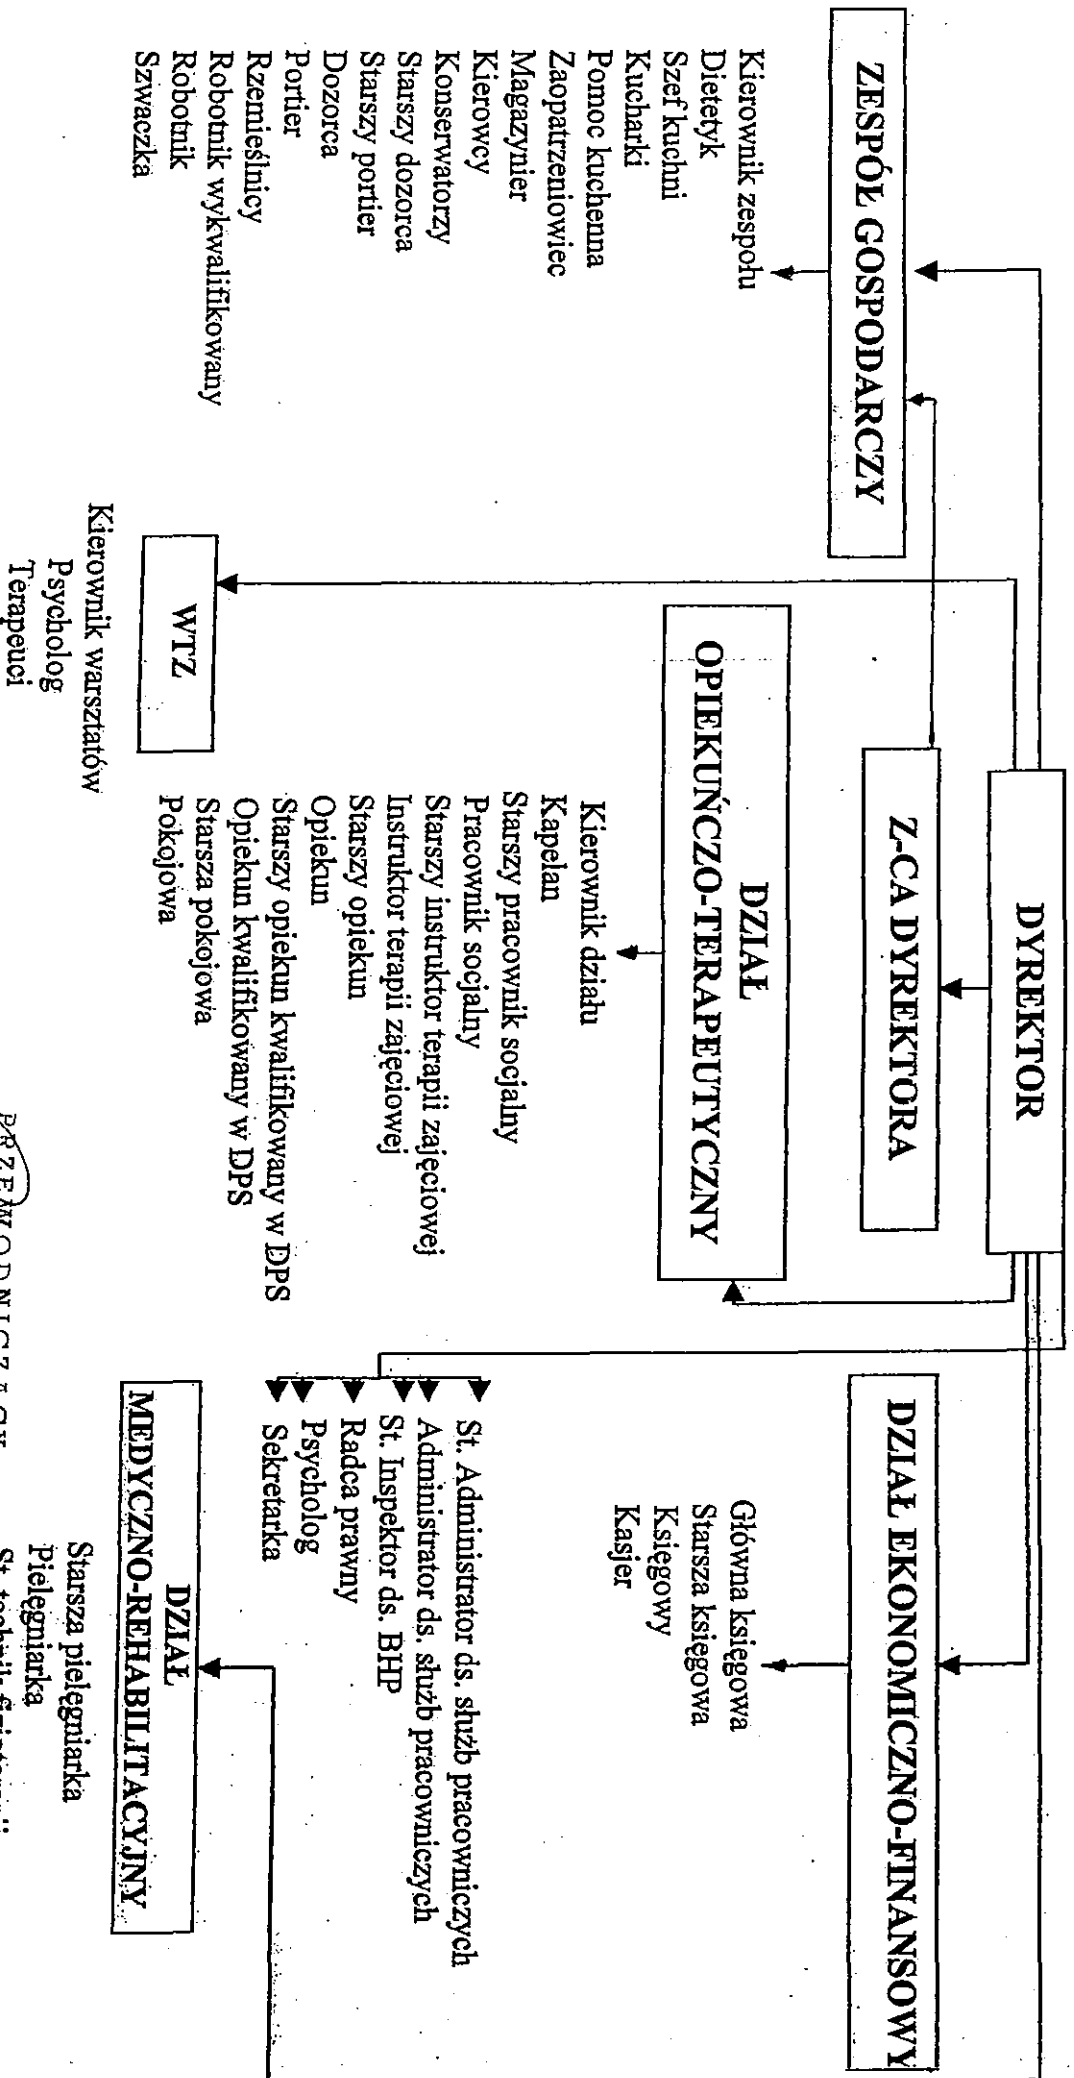 DYREKTOR
Z-CA DYREKTORA
ZESPÓŁ GOSPODARCZY
Kierownik zespołu
Dietetyk
Szef kuchni
Kucharki
Pomoc kuchenna
Zaopatrzeniowiec
Magazynier
Kierowcy
Konserwatorzy
Starszy dozorca
Starszy portier
Dozorca
Portier
Rzemieślnicy
Robotnik wykwalifikowany
Robotnik
Szwaczka
WTZ
Kierownik warsztatów
Psycholog
Terapeuci
DZIAŁ
OPIEKUŃCZO-TERAPEUTYCZNY
Kierownik działu
Kapelan
Starszy pracownik socjalny
Pracownik socjalny
Starszy instruktor terapii zajęciowej
Instruktor terapii zajęciowej
Starszy opiekun
Opiekun
Starszy opiekun kwalifikowany w DPS
Opiekun kwalifikowany w DPS
Starsza pokojowa
Pokojowa
DZIAŁ EKONOMICZNO-FINANSOWY
Główna księgowa
Starsza księgowa
Księgowy
Kasjer
St. Administrator ds. służb pracowniczych
Administrator ds. służb pracowniczych
St. Inspektor ds. BHP
Radca prawny
Psycholog
Sekretarka
DZIAŁ
MEDYCZNO-REHABILITACYJNY
Starsza pielęgniarka
Pielęgniarka
St. technik fizjoterapii
PRZEWODNICZĄCY